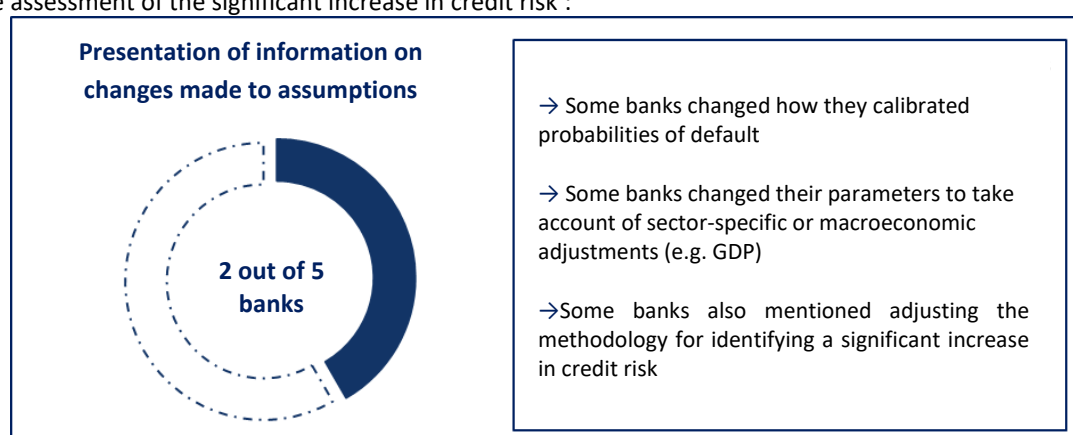 e assessment of the significant increase in credit risk :
Presentation of information on
changes made to assumptions
2 out of 5
banks
→ Some banks changed how they calibrated
probabilities of default
→ Some banks changed their parameters to take
account of sector-specific or macroeconomic
adjustments (e.g. GDP)
→Some banks also mentioned adjusting the
methodology for identifying a significant increase
in credit risk